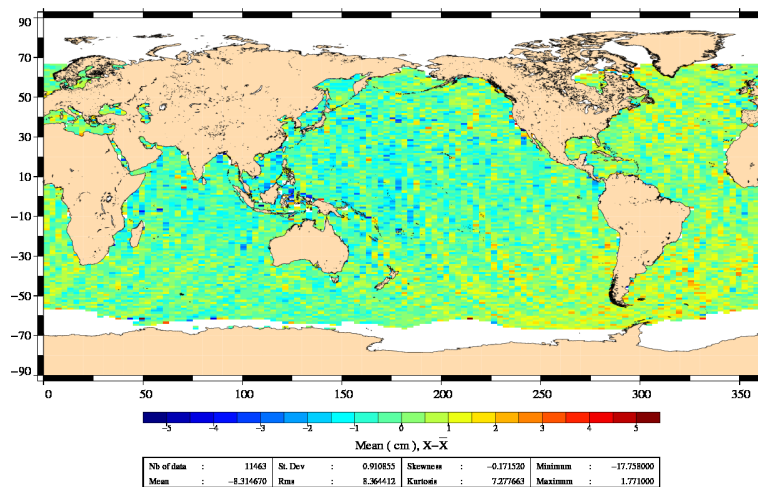 90
70
50
30
10
−10
−30
−50
−70
−90
0 50 100 150 200 250 300 350
−5 −4 −3 −2 −1 0 1 2 3 4 5
Mean ( cm ), X−X̅
Nb of data : 11463 St. Dev : 0.910855 Skewness : −0.171520 Minimum : −17.758000
Mean : −8.314670 Rms : 8.364412 Kurtosis : 7.277663 Maximum : 1.771000